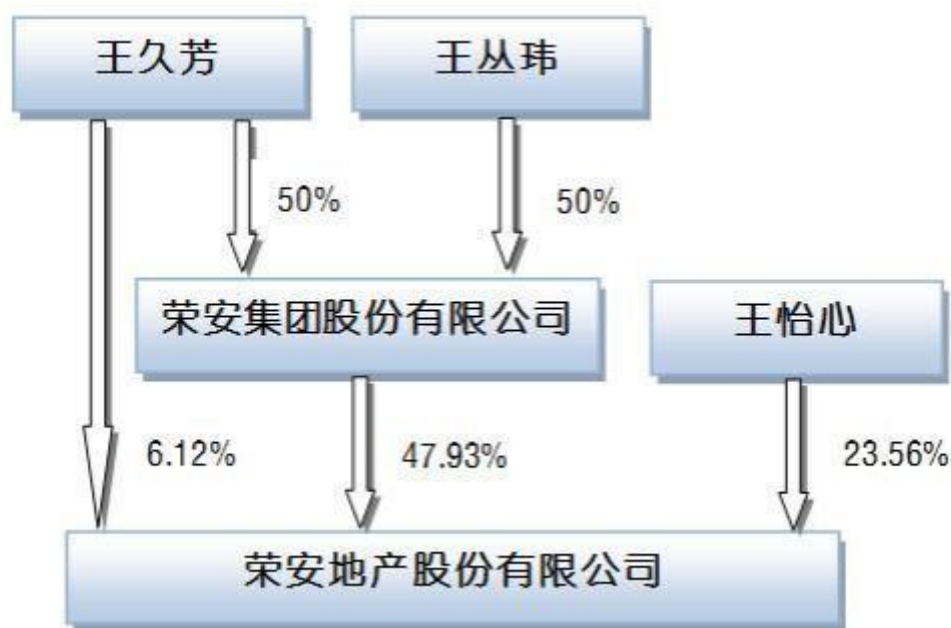 王久芳
王丛玮
50%
50%
荣安集团股份有限公司
王怡心
6.12%
47.93%
23.56%
荣安地产股份有限公司